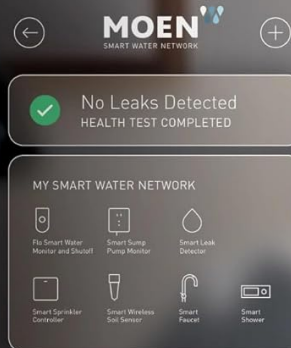 MOEN
SMART WATER NETWORK
No Leaks Detected
HEALTH TEST COMPLETED
MY SMART WATER NETWORK
Flo Smart Water
Monitor and Shutoff
Smart Sump
Pump Monitor
Smart Leak
Detector
Smart Sprinkler
Controller
Smart Wireless
Soil Sensor
Smart
Faucet
Smart
Shower